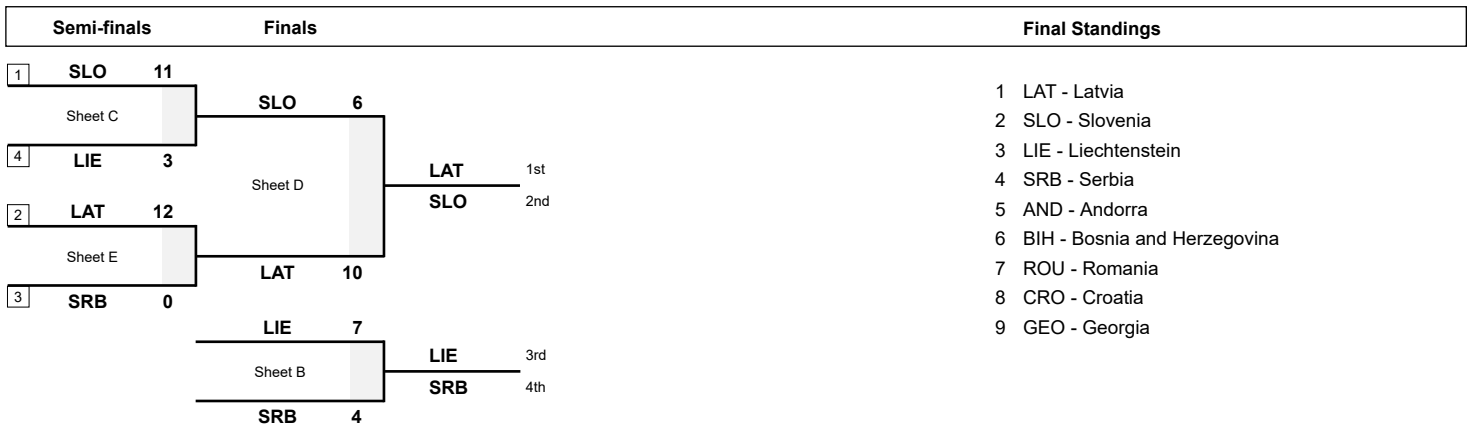 Semi-finals Finals Final Standings
1 SLO 11
Sheet C
4 LIE 3
2 LAT 12
Sheet E
3 SRB 0
SLO 6
Sheet D
LAT 10
LAT 1st
SLO 2nd
LIE 7
Sheet B
SRB 4
LIE 3rd
SRB 4th
1 LAT - Latvia
2 SLO - Slovenia
3 LIE - Liechtenstein
4 SRB - Serbia
5 AND - Andorra
6 BIH - Bosnia and Herzegovina
7 ROU - Romania
8 CRO - Croatia
9 GEO - Georgia